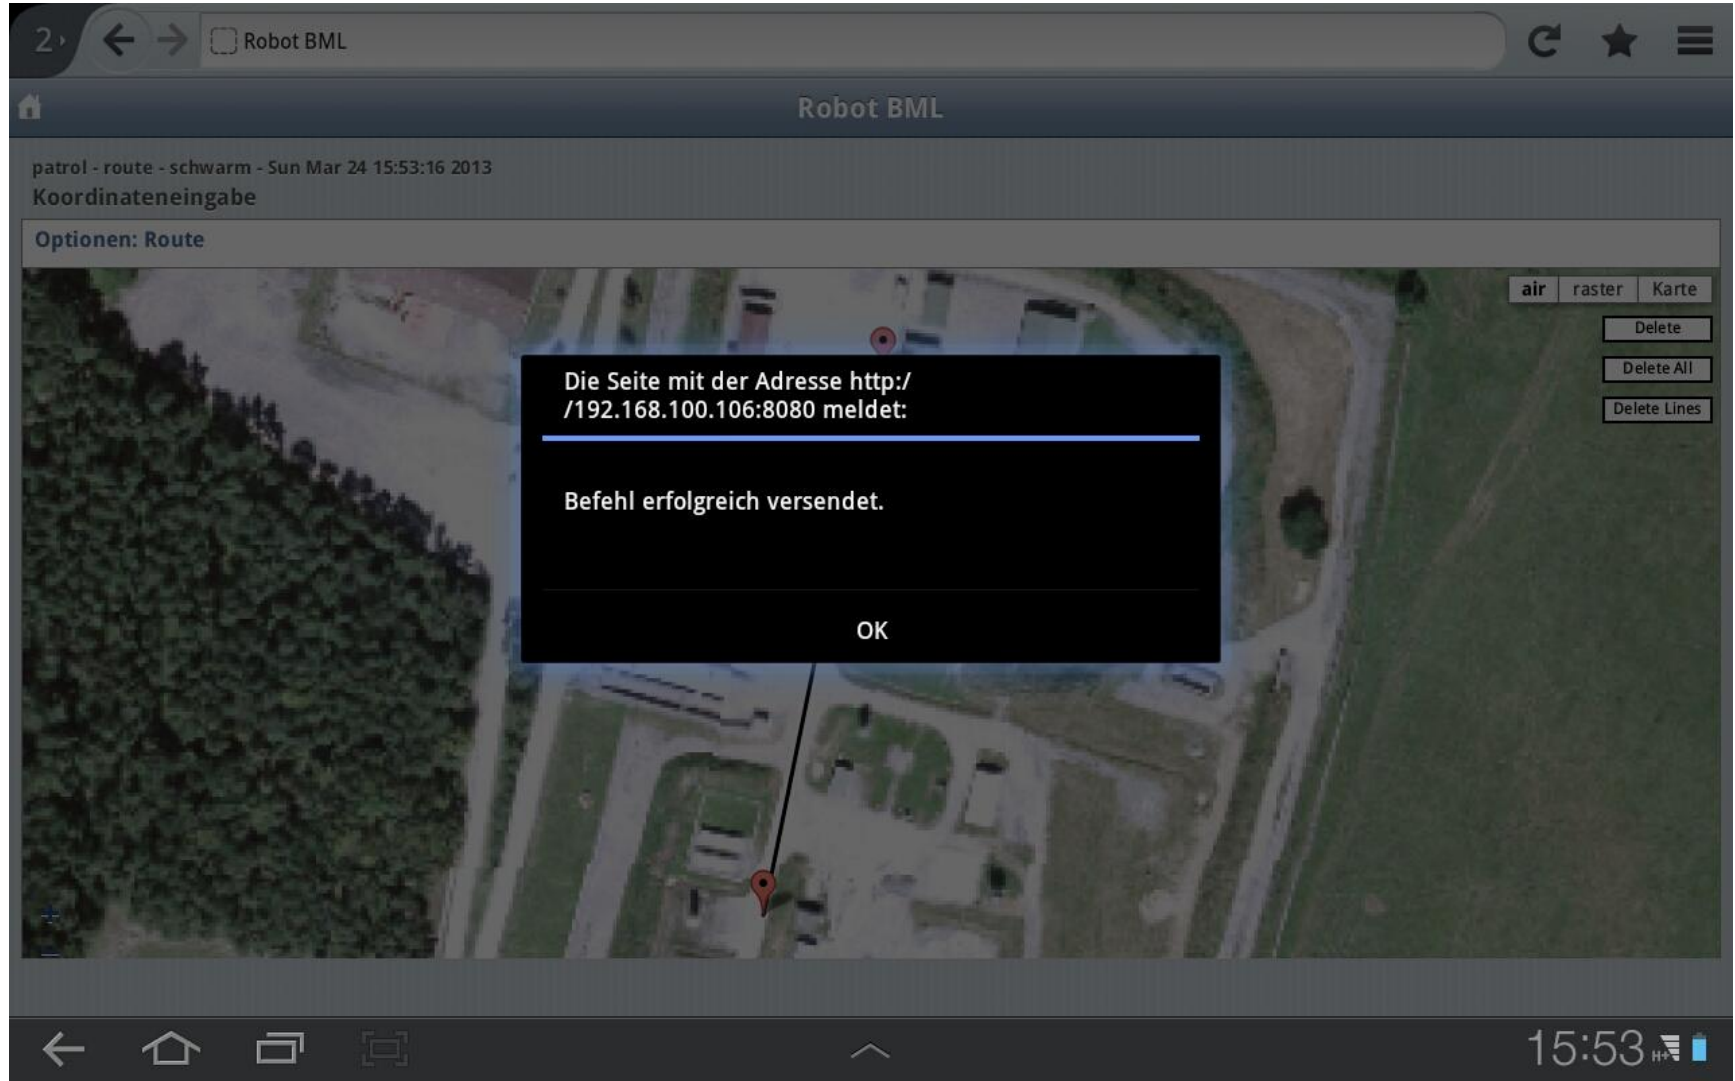 2
Robot BML
Robot BML
patrol - route - schwarm - Sun Mar 24 15:53:16 2013
Koordinateneingabe
Optionen: Route
air raster Karte
Delete
Delete All
Delete Lines
Die Seite mit der Adresse http:/
/192.168.100.106:8080 meldet:
Befehl erfolgreich versendet.
OK
15:53 H+